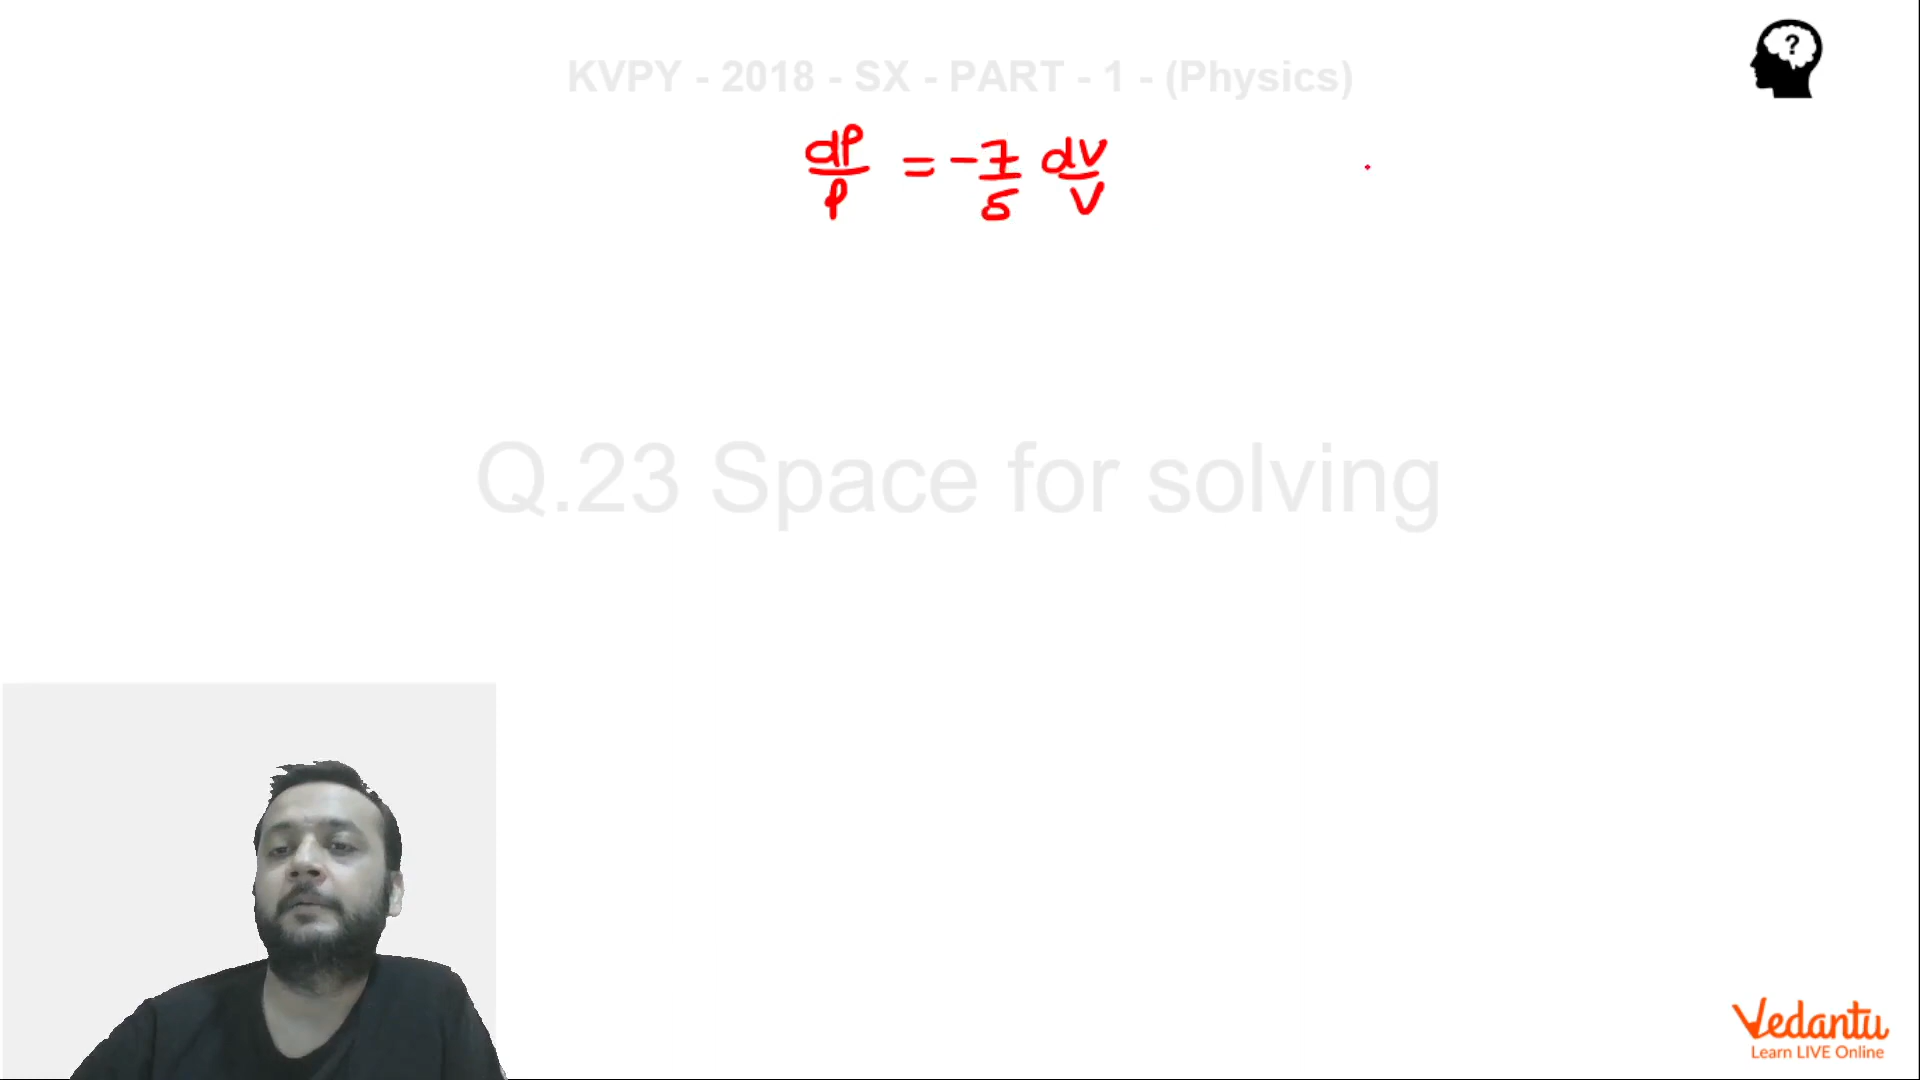 KVPY - 2018 - SX - PART - 1 - (Physics)
?
dP/P = -7/5 dV/V
Q.23 Space for solving
Vedantu
Learn LIVE Online